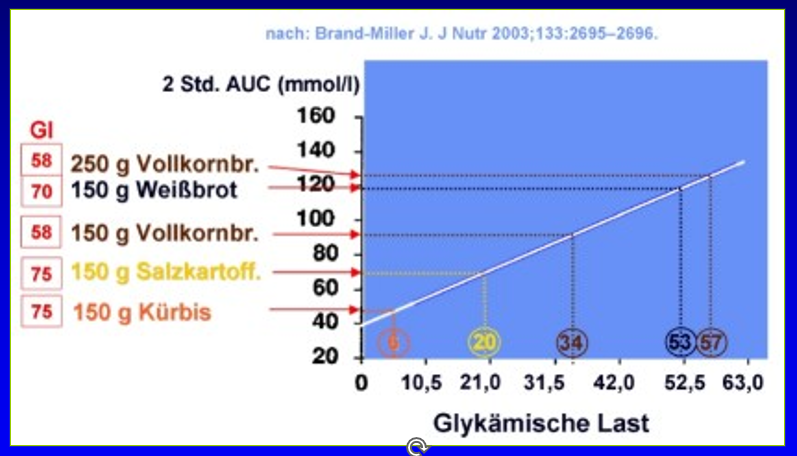 nach: Brand-Miller J. J Nutr 2003;133:2695–2696.
2 Std. AUC (mmol/l)
160
GI
140
58 250 g Vollkornbr.
120
70 150 g Weißbrot
100
58 150 g Vollkornbr.
80
75 150 g Salzkartoff.
60
75 150 g Kürbis
40
6 20 34 53 57
20
0 10,5 21,0 31,5 42,0 52,5 63,0
Glykämische Last